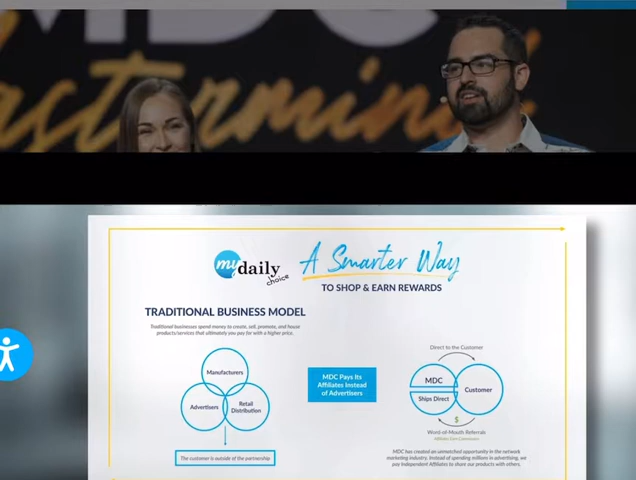 MDC
astermind
my daily choice
A Smarter Way
TO SHOP & EARN REWARDS
TRADITIONAL BUSINESS MODEL
Traditional businesses spend money to create, sell, promote, and house
products/services that ultimately you pay for with a higher price.
Manufacturers
Advertisers
Retail
Distribution
The customer is outside of the partnership
MDC Pays Its
Affiliates Instead
of Advertisers
Direct to the Customer
MDC
Ships Direct
Customer
$
Word-of-Mouth Referrals
Affiliates Earn Commissions
MDC has created an unmatched opportunity in the network
marketing industry. Instead of spending millions in advertising, we
pay Independent Affiliates to share our products with others.